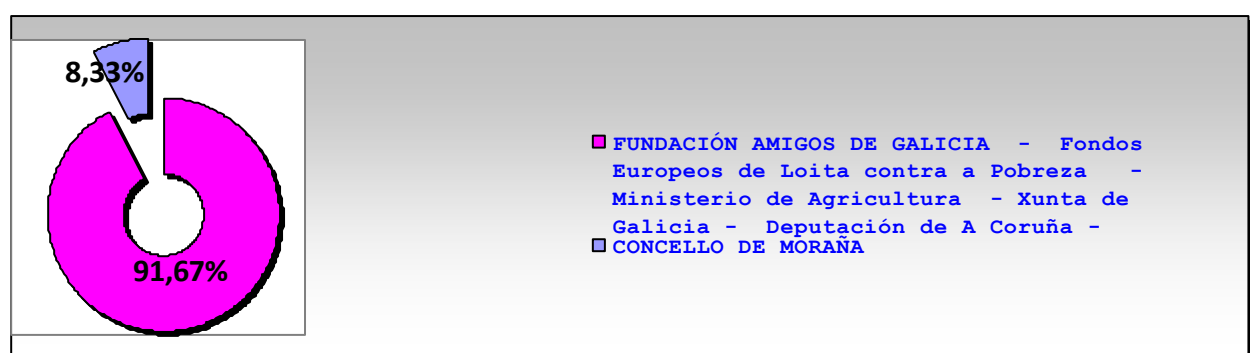 8,33%
91,67%
FUNDACIÓN AMIGOS DE GALICIA - Fondos
Europeos de Loita contra a Pobreza -
Ministerio de Agricultura - Xunta de
Galicia - Deputación de A Coruña -
CONCELLO DE MORAÑA